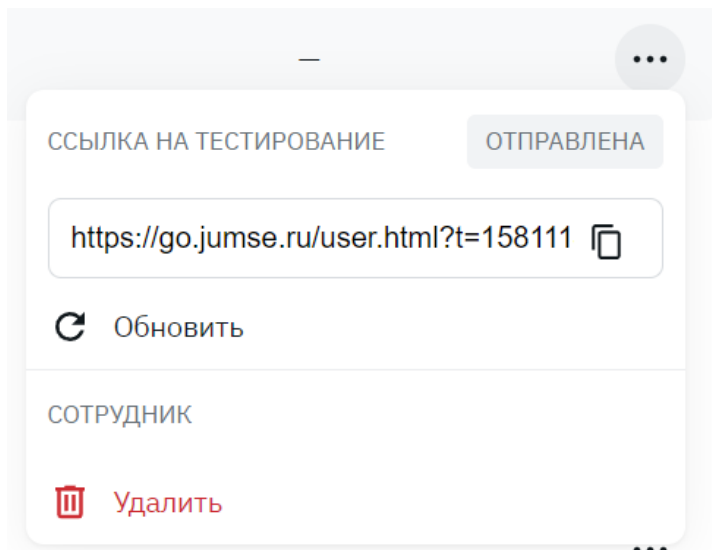 —
ССЫЛКА НА ТЕСТИРОВАНИЕ ОТПРАВЛЕНА
https://go.jumse.ru/user.html?t=158111
Обновить
СОТРУДНИК
Удалить